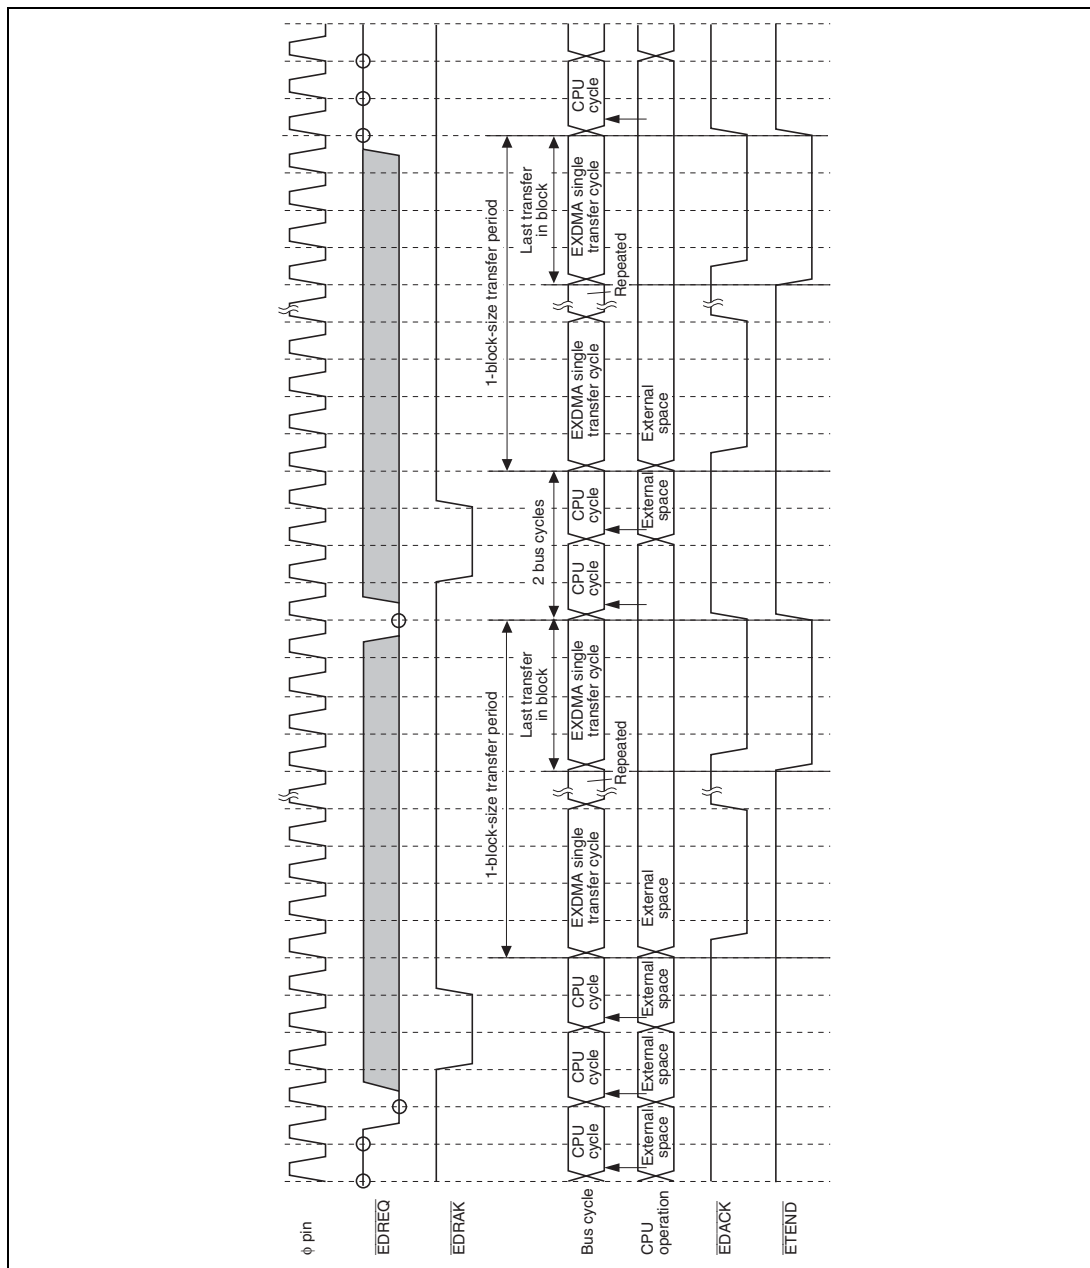 φ pin
EDREQ
EDRAK
1-block-size transfer period
1-block-size transfer period
Last transfer
in block
2 bus cycles
Last transfer
in block
Bus cycle
CPU
cycle
CPU
cycle
CPU
cycle
EXDMA single
transfer cycle
Repeated
EXDMA single
transfer cycle
CPU
cycle
CPU
cycle
EXDMA single
transfer cycle
Repeated
EXDMA single
transfer cycle
CPU
cycle
CPU
operation
External
space
External
space
External
space
External
space
External
space
External
space
EDACK
ETEND